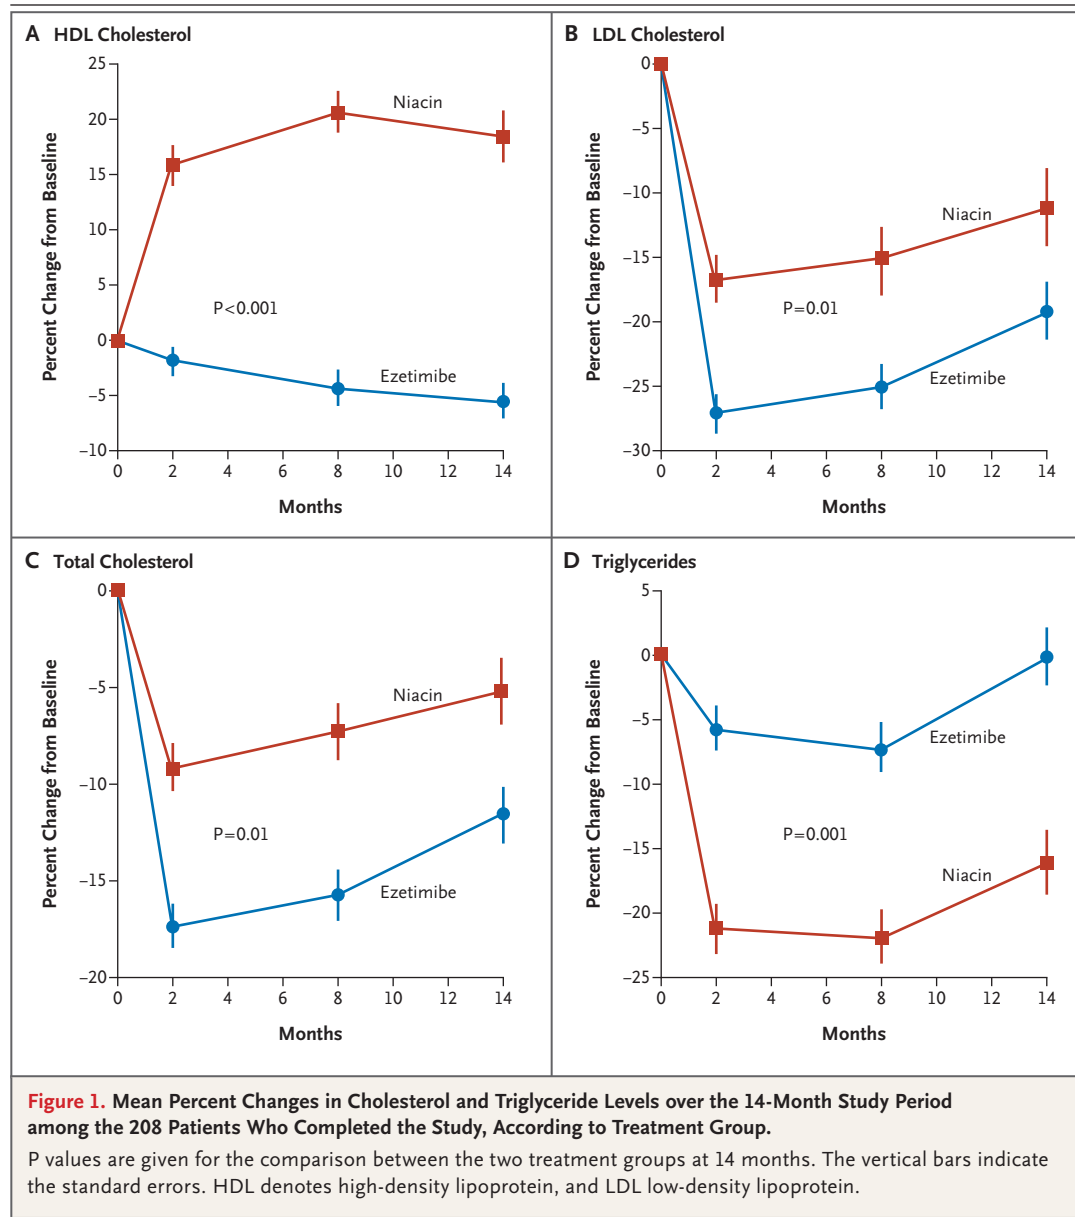 A HDL Cholesterol
25
20
15
10
5
0
–5
–10
Percent Change from Baseline
Niacin
P<0.001
Ezetimibe
0 2 4 6 8 10 12 14
Months
B LDL Cholesterol
0
–5
–10
–15
–20
–25
–30
Percent Change from Baseline
Niacin
P=0.01
Ezetimibe
0 2 4 6 8 10 12 14
Months
C Total Cholesterol
0
–5
–10
–15
–20
Percent Change from Baseline
Niacin
P=0.01
Ezetimibe
0 2 4 6 8 10 12 14
Months
D Triglycerides
5
0
–5
–10
–15
–20
–25
Percent Change from Baseline
Ezetimibe
P=0.001
Niacin
0 2 4 6 8 10 12 14
Months
Figure 1. Mean Percent Changes in Cholesterol and Triglyceride Levels over the 14-Month Study Period
among the 208 Patients Who Completed the Study, According to Treatment Group.
P values are given for the comparison between the two treatment groups at 14 months. The vertical bars indicate
the standard errors. HDL denotes high-density lipoprotein, and LDL low-density lipoprotein.